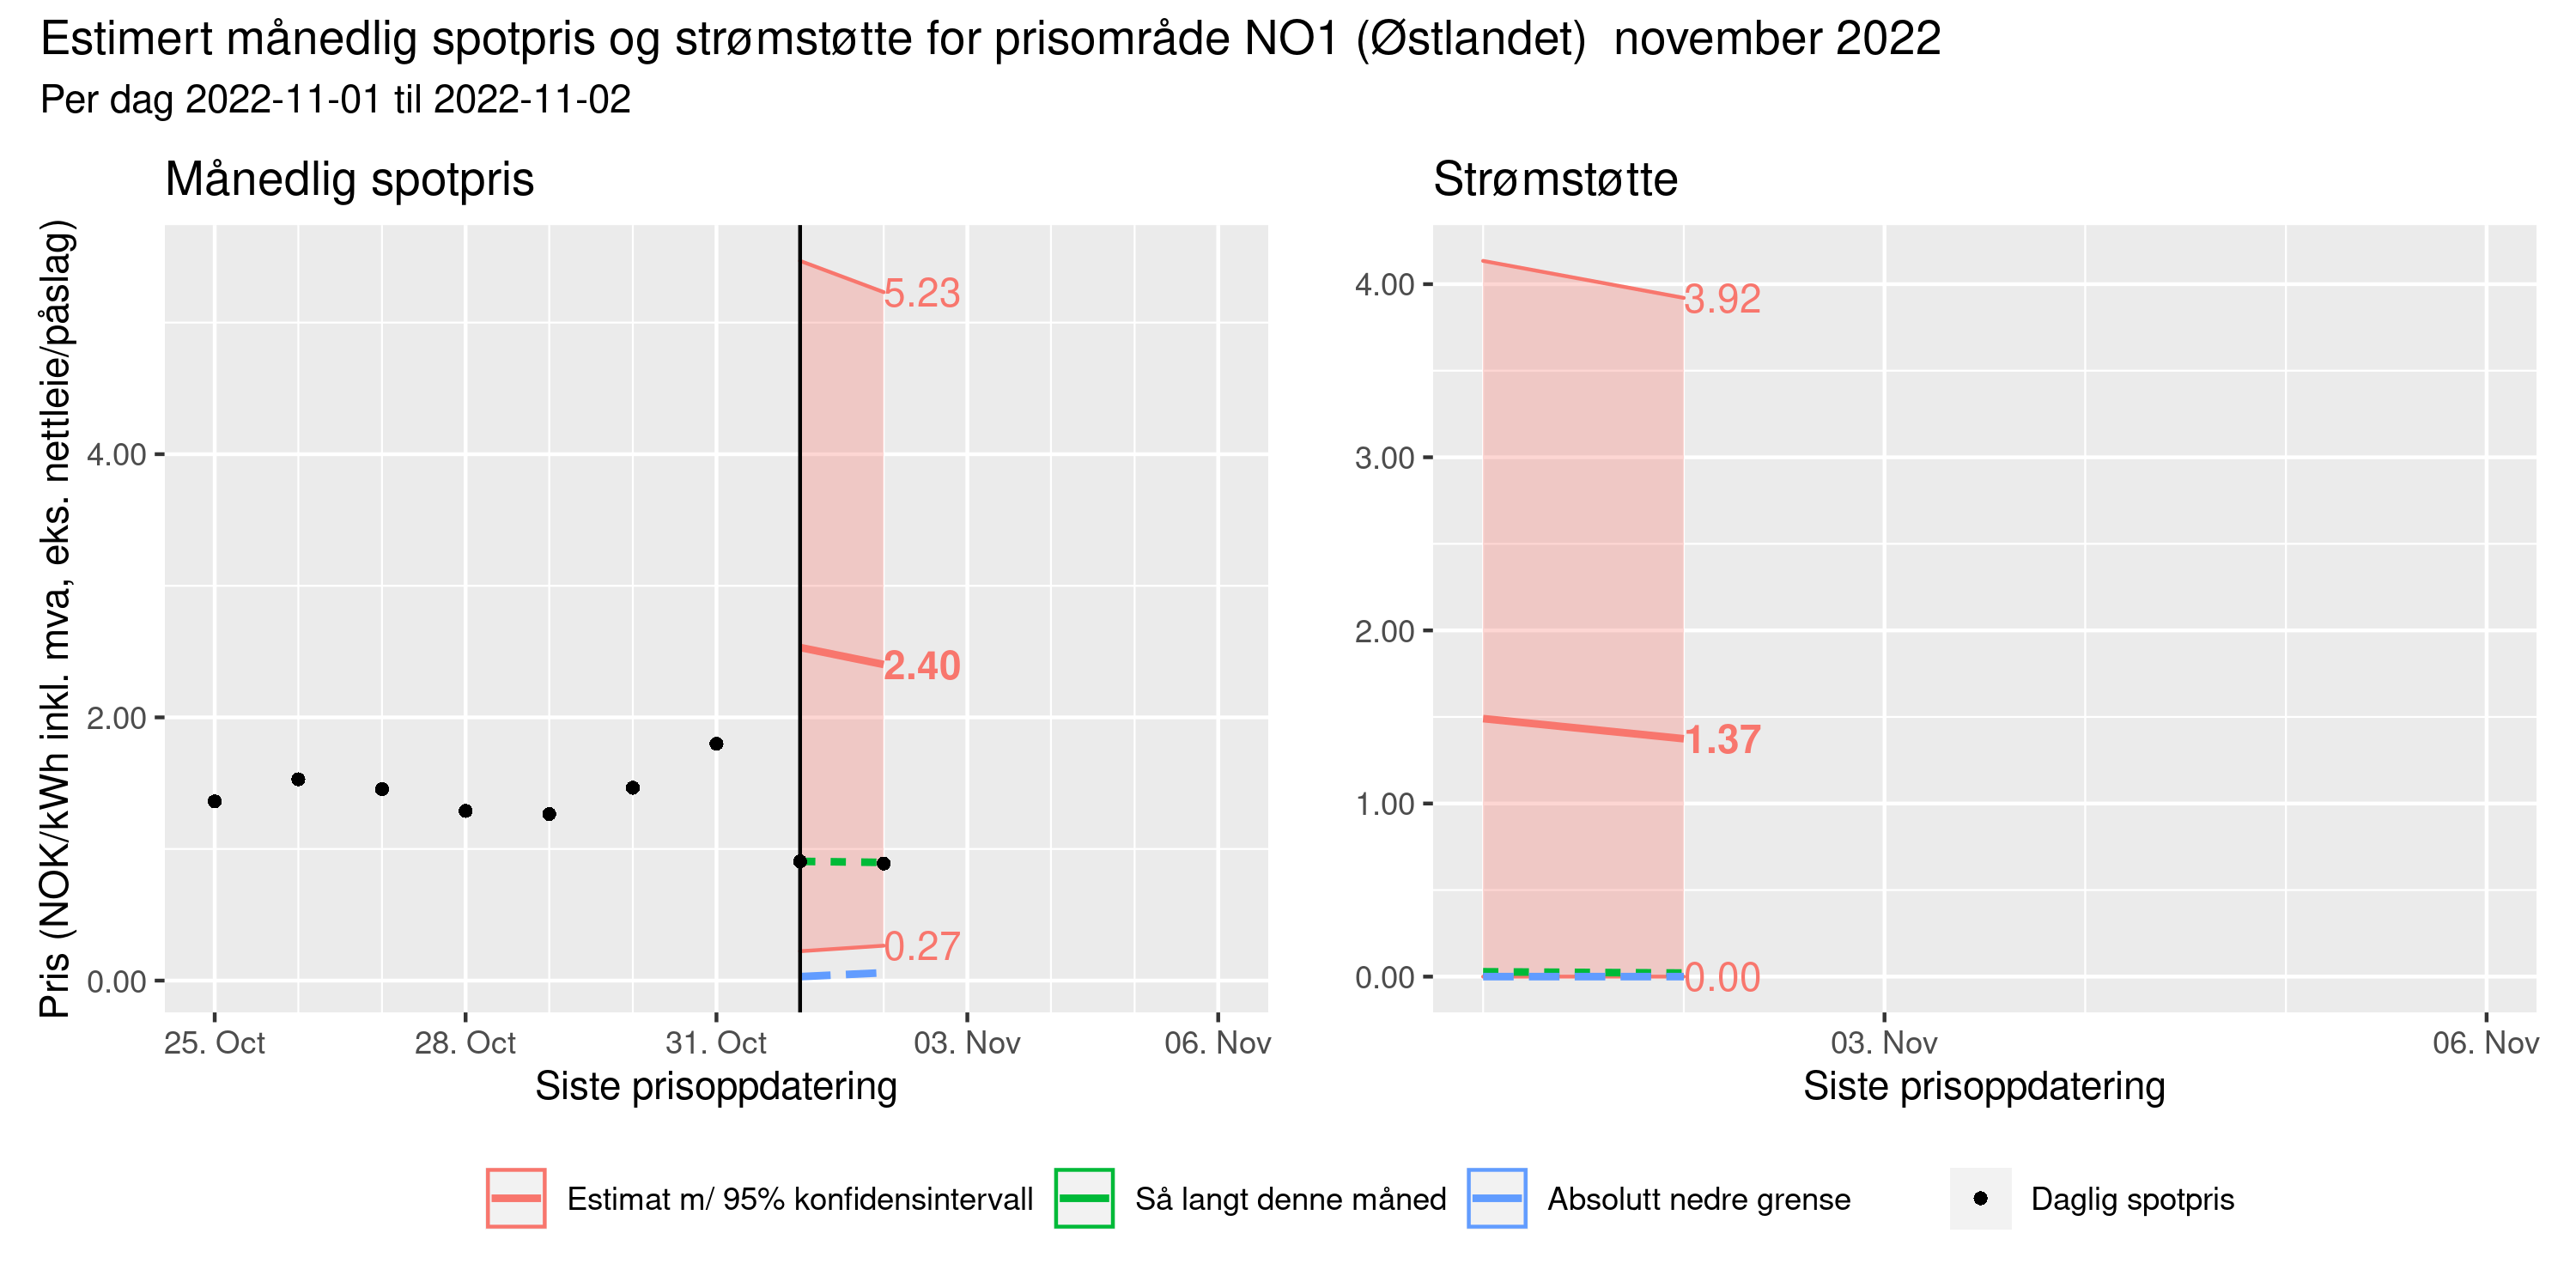 Estimert månedlig spotpris og strømstøtte for prisområde NO1 (Østlandet)  november 2022
Per dag 2022-11-01 til 2022-11-02
Månedlig spotpris
Pris (NOK/kWh inkl. mva, eks. nettleie/påslag)
4.00
2.00
0.00
5.23
2.40
0.27
25. Oct
28. Oct
31. Oct
03. Nov
06. Nov
Siste prisoppdatering
Strømstøtte
4.00
3.00
2.00
1.00
0.00
3.92
1.37
0.00
03. Nov
06. Nov
Siste prisoppdatering
Estimat m/ 95% konfidensintervall
Så langt denne måned
Absolutt nedre grense
Daglig spotpris